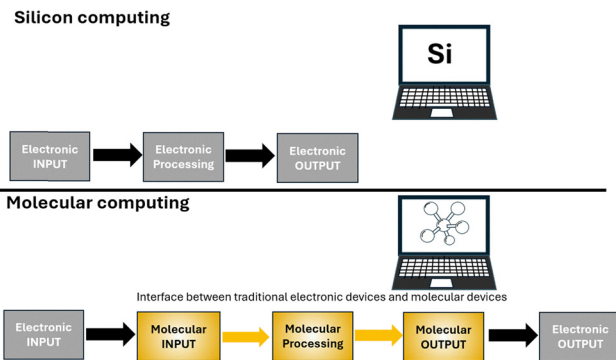 Silicon computing
Si
Electronic
INPUT
Electronic
Processing
Electronic
OUTPUT
Molecular computing
Interface between traditional electronic devices and molecular devices
Electronic
INPUT
Molecular
INPUT
Molecular
Processing
Molecular
OUTPUT
Electronic
OUTPUT